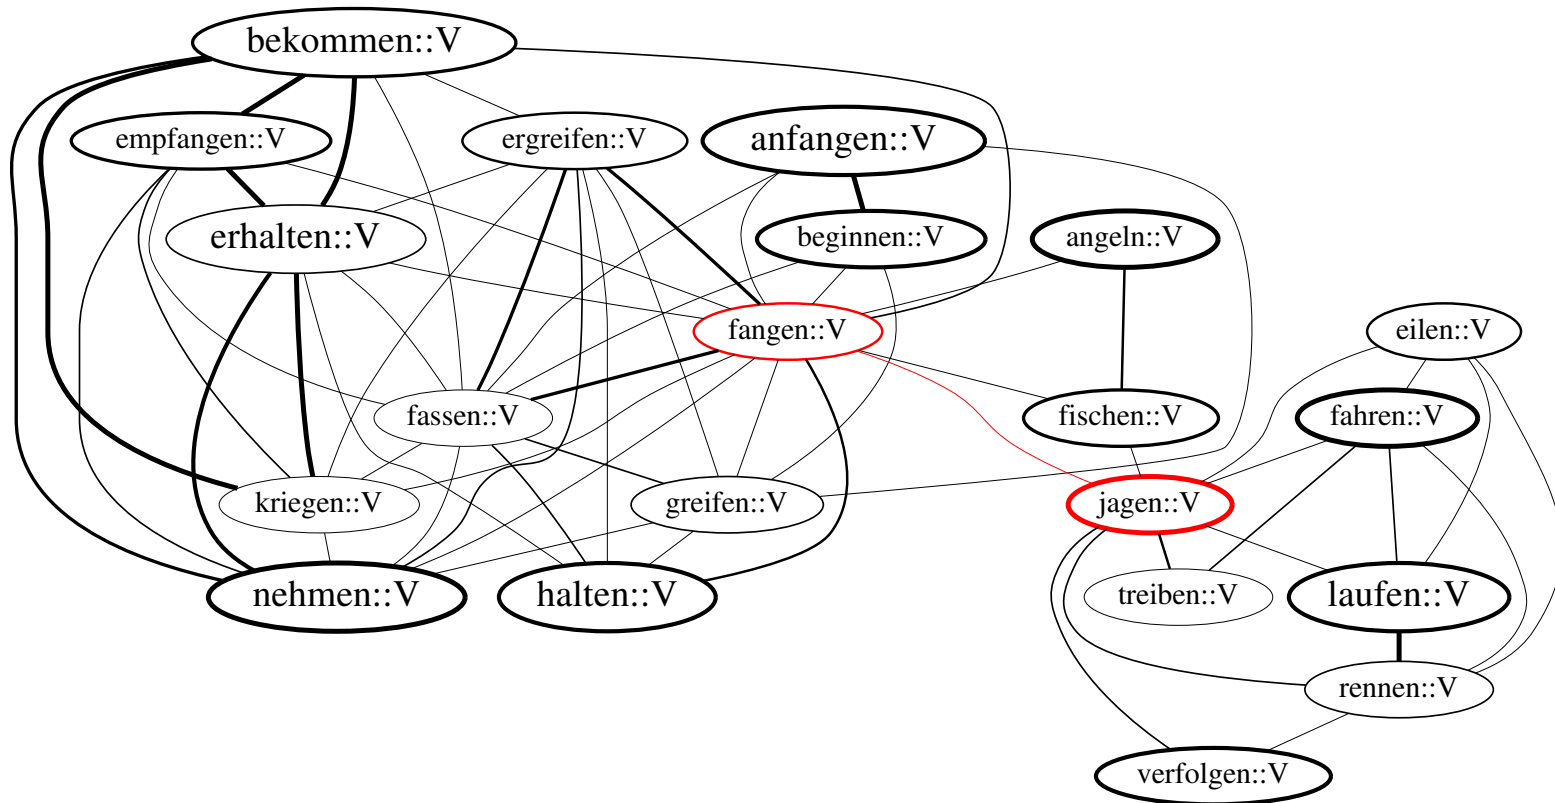 bekommen::V
empfangen::V
ergreifen::V
anfangen::V
erhalten::V
beginnen::V
angeln::V
fangen::V
eilen::V
fassen::V
fischen::V
fahren::V
kriegen::V
greifen::V
jagen::V
nehmen::V
halten::V
treiben::V
laufen::V
rennen::V
verfolgen::V